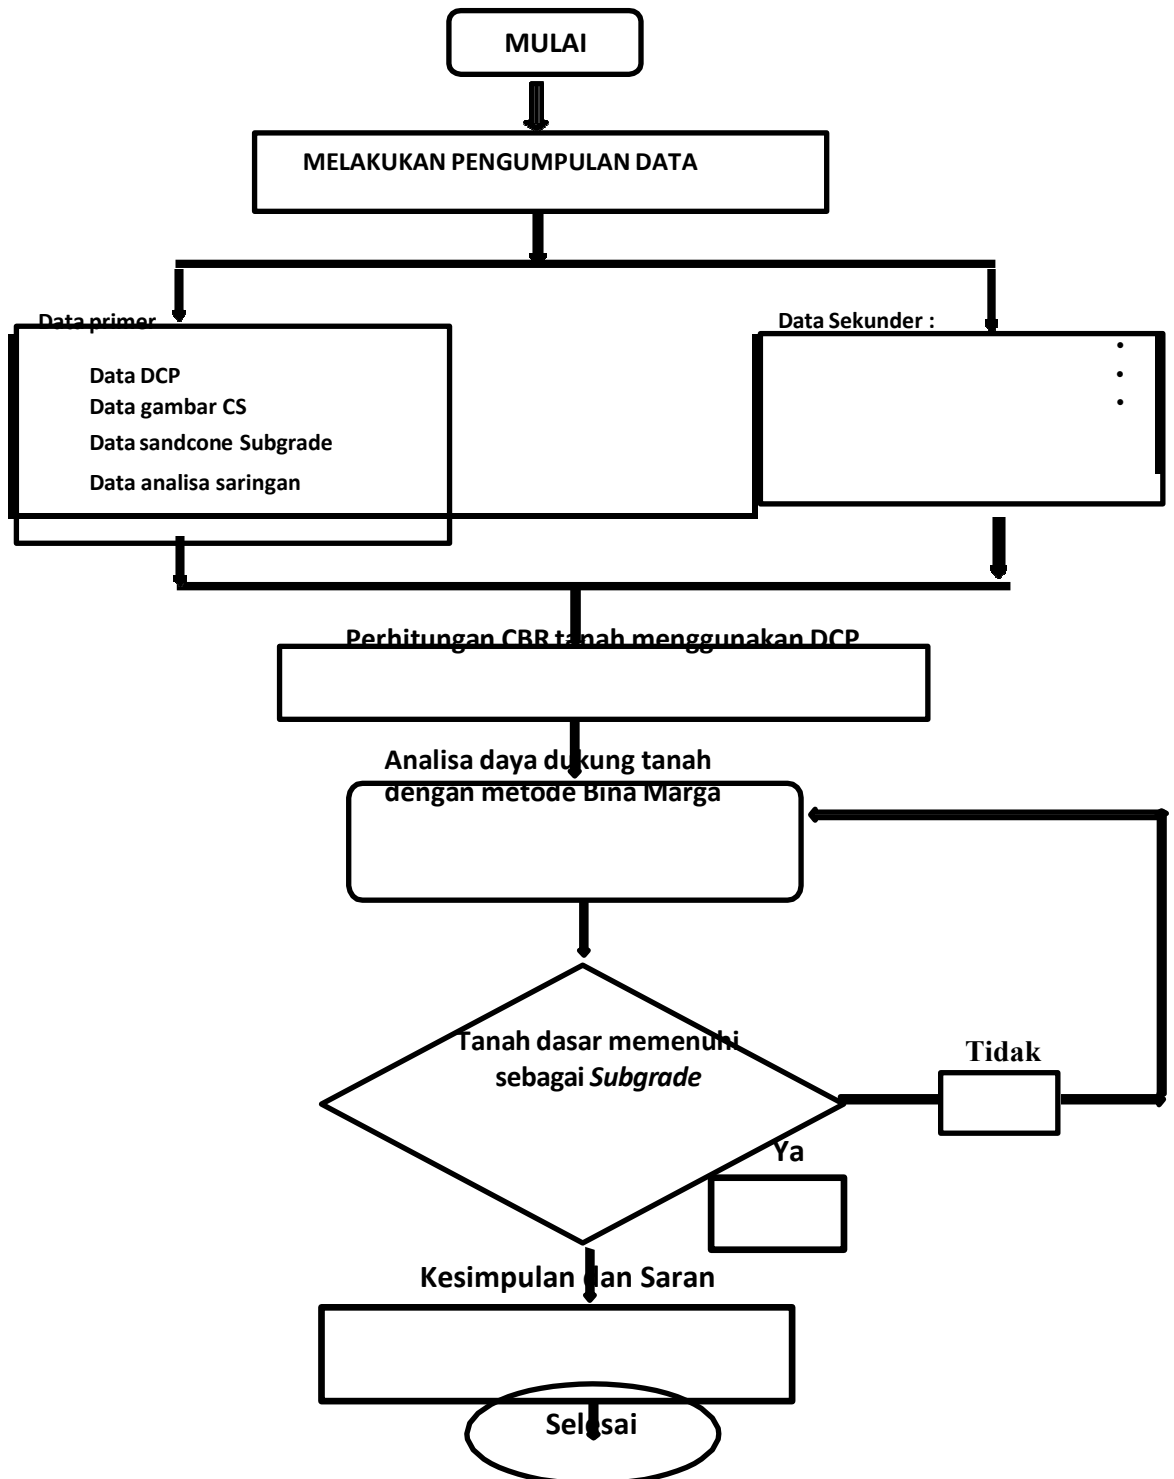 MULAI
MELAKUKAN PENGUMPULAN DATA
Data primer
Data DCP
Data gambar CS
Data sandcone Subgrade
Data analisa saringan
Data Sekunder :
•
•
•
Perhitungan CBR tanah menggunakan DCP
Analisa daya dukung tanah
dengan metode Bina Marga
Tanah dasar memenuhi
sebagai Subgrade
Tidak
Ya
Kesimpulan dan Saran
Selesai